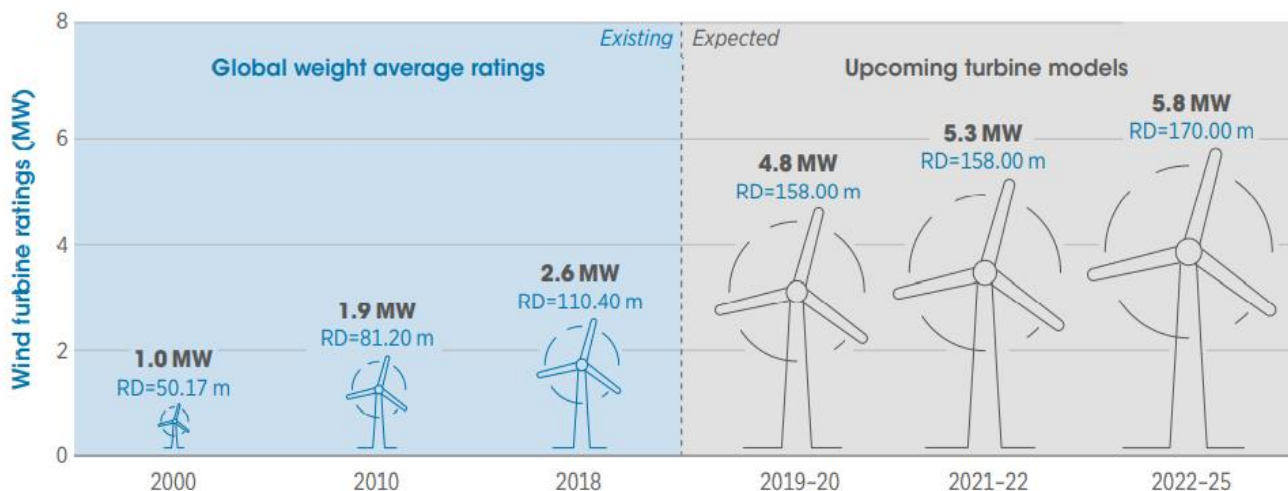 Wind turbine ratings (MW)
8
6
4
2
0
Existing
Expected
Global weight average ratings
Upcoming turbine models
1.0 MW
RD=50.17 m
1.9 MW
RD=81.20 m
2.6 MW
RD=110.40 m
4.8 MW
RD=158.00 m
5.3 MW
RD=158.00 m
5.8 MW
RD=170.00 m
2000
2010
2018
2019–20
2021–22
2022–25